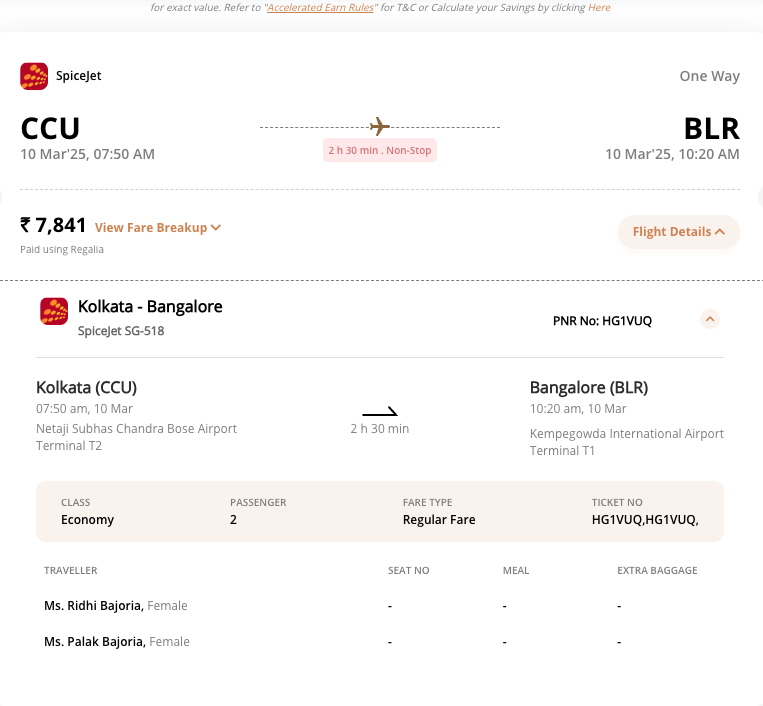 for exact value. Refer to "Accelerated Earn Rules" for T&C or Calculate your Savings by clicking Here
SpiceJet
One Way
CCU
BLR
10 Mar'25, 07:50 AM
2 h 30 min . Non-Stop
10 Mar'25, 10:20 AM
₹ 7,841 View Fare Breakup
Flight Details
Paid using Regalia
Kolkata - Bangalore
SpiceJet SG-518
PNR No: HG1VUQ
Kolkata (CCU)
Bangalore (BLR)
07:50 am, 10 Mar
10:20 am, 10 Mar
Netaji Subhas Chandra Bose Airport
2 h 30 min
Kempegowda International Airport
Terminal T2
Terminal T1
CLASS PASSENGER FARE TYPE TICKET NO
Economy 2 Regular Fare HG1VUQ,HG1VUQ,
TRAVELLER SEAT NO MEAL EXTRA BAGGAGE
Ms. Ridhi Bajoria, Female - - -
Ms. Palak Bajoria, Female - - -